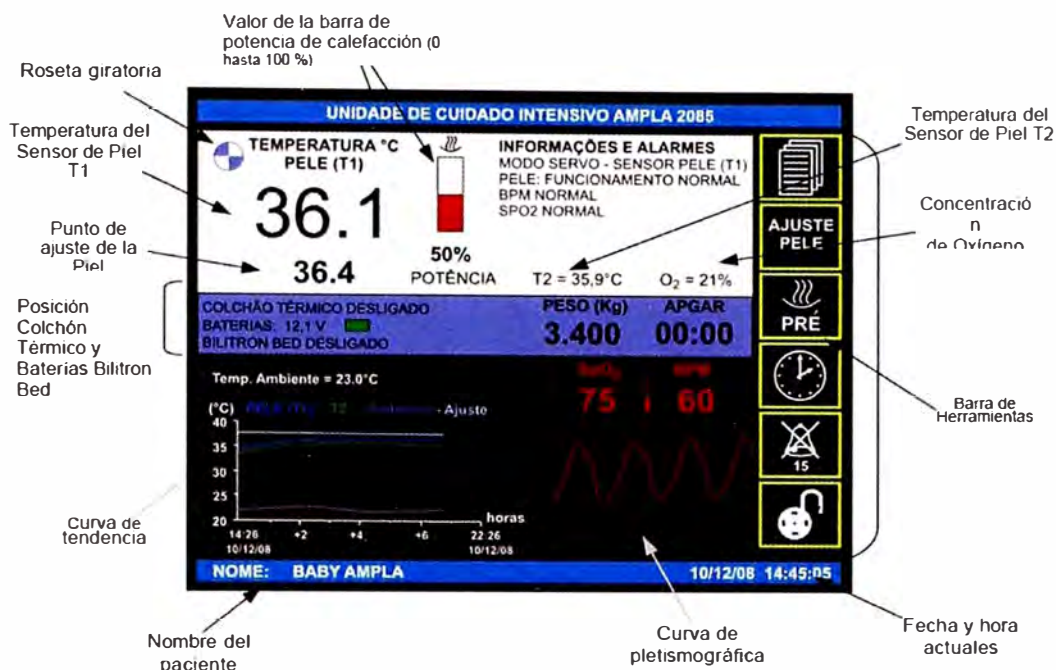 Valor de la barra de
potencia de calefacción (0
hasta 100 %)
Roseta giratoria
Temperatura del
Sensor de Piel
T1
Punto de
ajuste de la
Piel
Posición
Colchón
Térmico y
Baterías Bilitron
Bed
Curva de
tendencia
Nombre del
paciente
UNIDADE DE CUIDADO INTENSIVO AMPLA 2085
TEMPERATURA °C
PELE (T1)
36.1
36.4
50%
POTÊNCIA
INFORMAÇÕES E ALARMES
MODO SERVO - SENSOR PELE (T1)
PELE: FUNCIONAMENTO NORMAL
BPM NORMAL
SPO2 NORMAL
T2 = 35,9°C
O₂ = 21%
COLCHÃO TÉRMICO DESLIGADO
BATERIAS: 12,1 V
BILITRON BED DESLIGADO
PESO (Kg)
3.400
APGAR
00:00
Temp. Ambiente = 23.0°C
75
60
(°C) - Ajuste
40
35
30
25
20
horas
14:26 +2 +4 +6 22:26
10/12/08 10/12/08
NOME: BABY AMPLA
10/12/08 14:45:05
AJUSTE
PELE
PRÉ
15
Temperatura del
Sensor de Piel T2
Concentració
n
de Oxígeno
Barra de
Herramientas
Curva de
pletismográfica
Fecha y hora
actuales